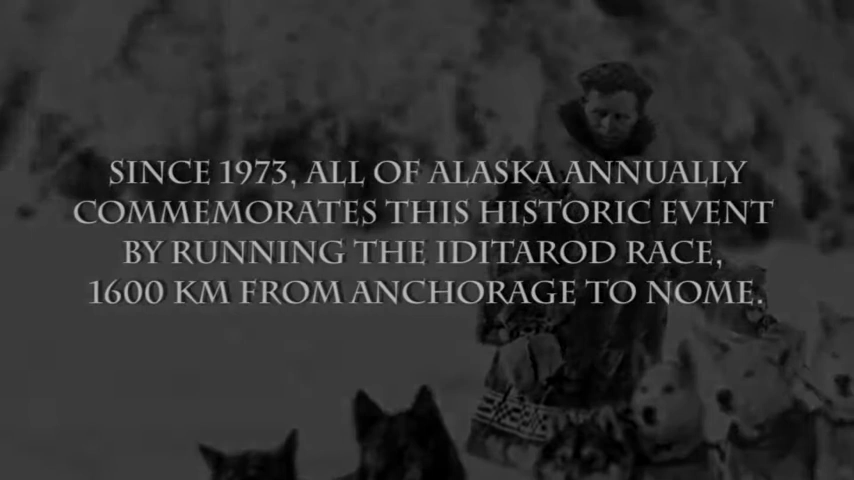 SINCE 1973, ALL OF ALASKA ANNUALLY
COMMEMORATES THIS HISTORIC EVENT
BY RUNNING THE IDITAROD RACE,
1600 KM FROM ANCHORAGE TO NOME.